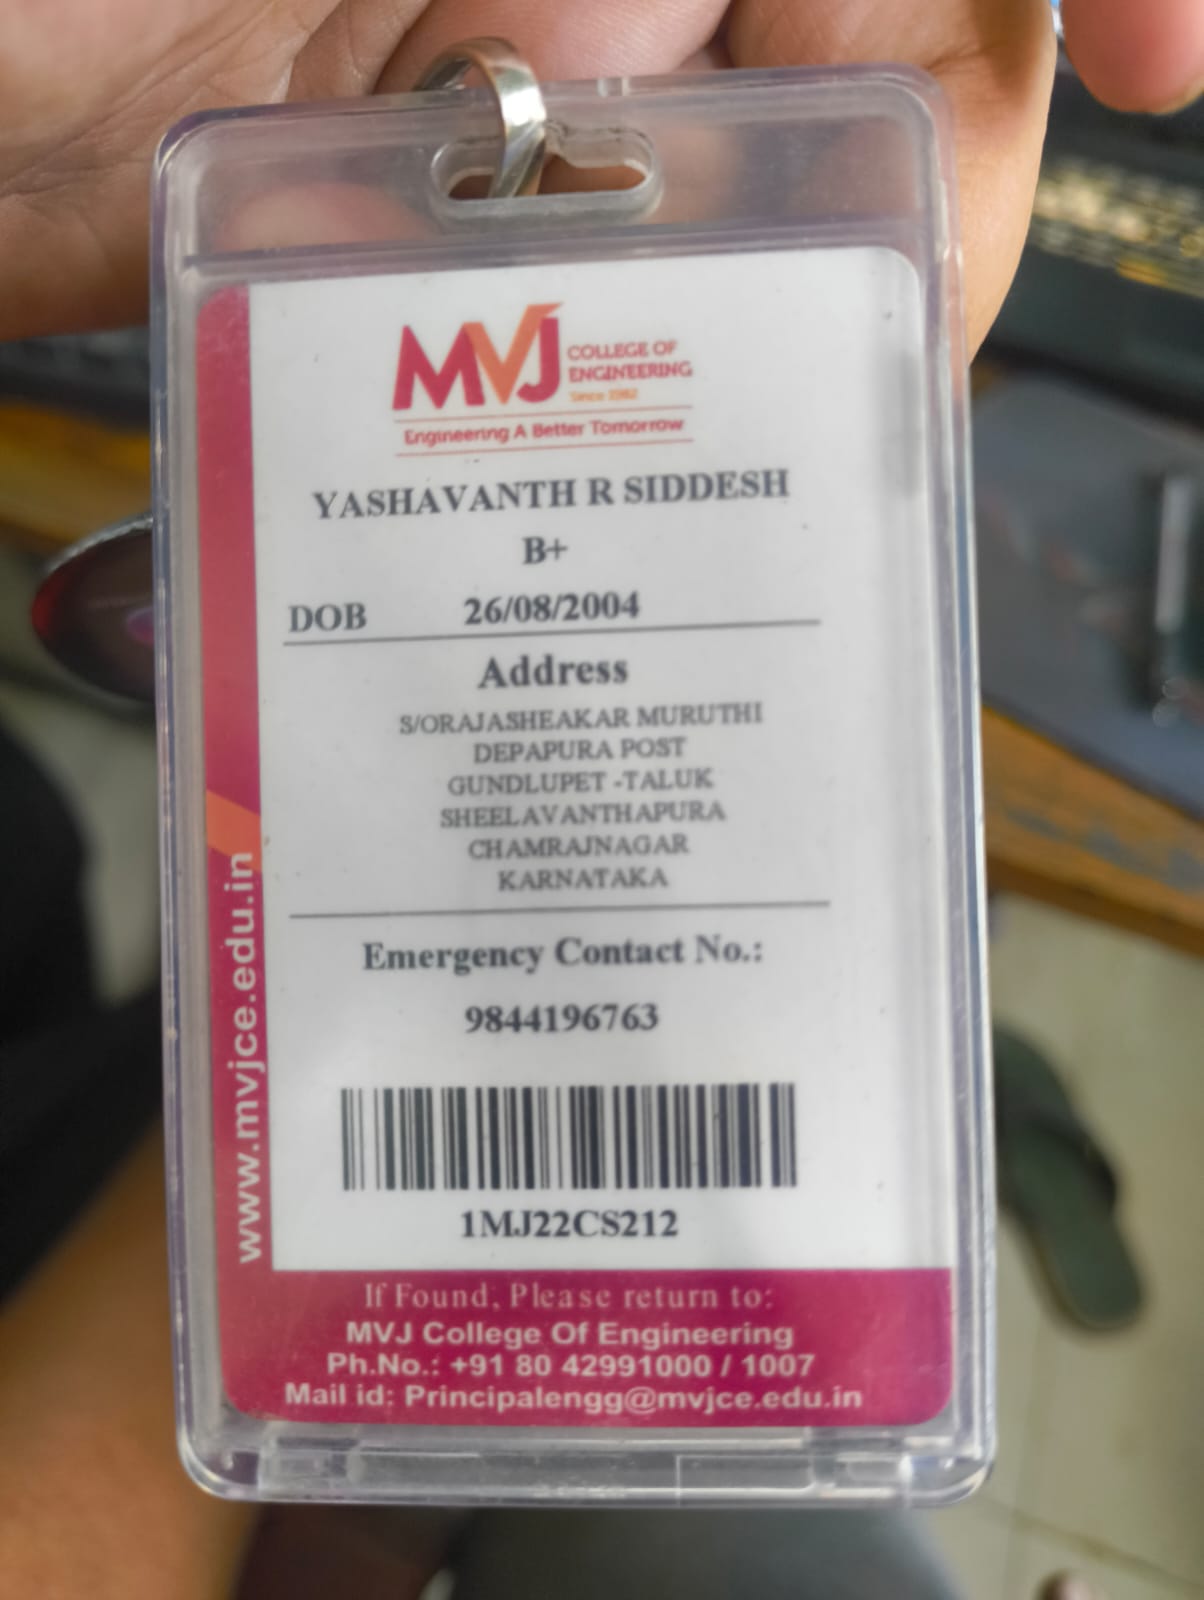 MVJ COLLEGE OF
ENGINEERING
Since 1982
Engineering A Better Tomorrow
YASHAVANTH R SIDDESH
B+
DOB 26/08/2004
Address
S/ORAJASHEAKAR MURUTHI
DEPAPURA POST
GUNDLUPET -TALUK
SHEELAVANTHAPURA
CHAMRAJNAGAR
KARNATAKA
Emergency Contact No.:
9844196763
1MJ22CS212
www.mvjce.edu.in
If Found, Please return to:
MVJ College Of Engineering
Ph.No.: +91 80 42991000 / 1007
Mail id: Principalengg@mvjce.edu.in